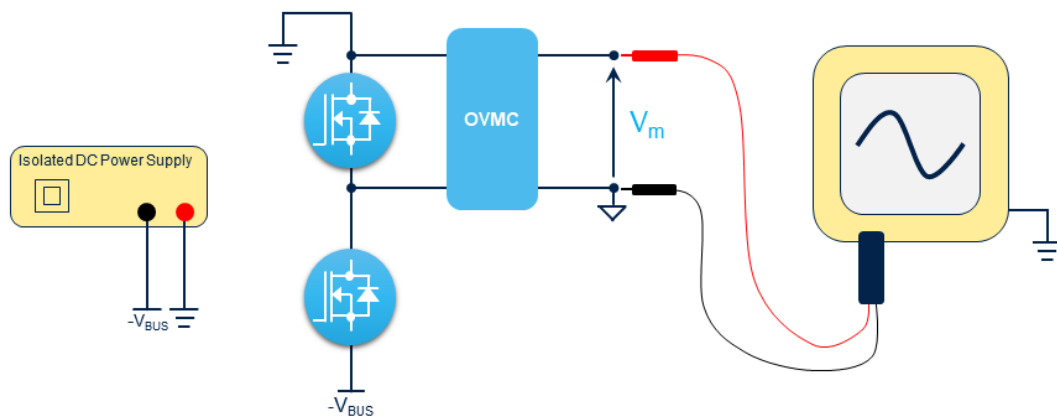 Isolated DC Power Supply
-VBUS
OVMC
Vm
-VBUS